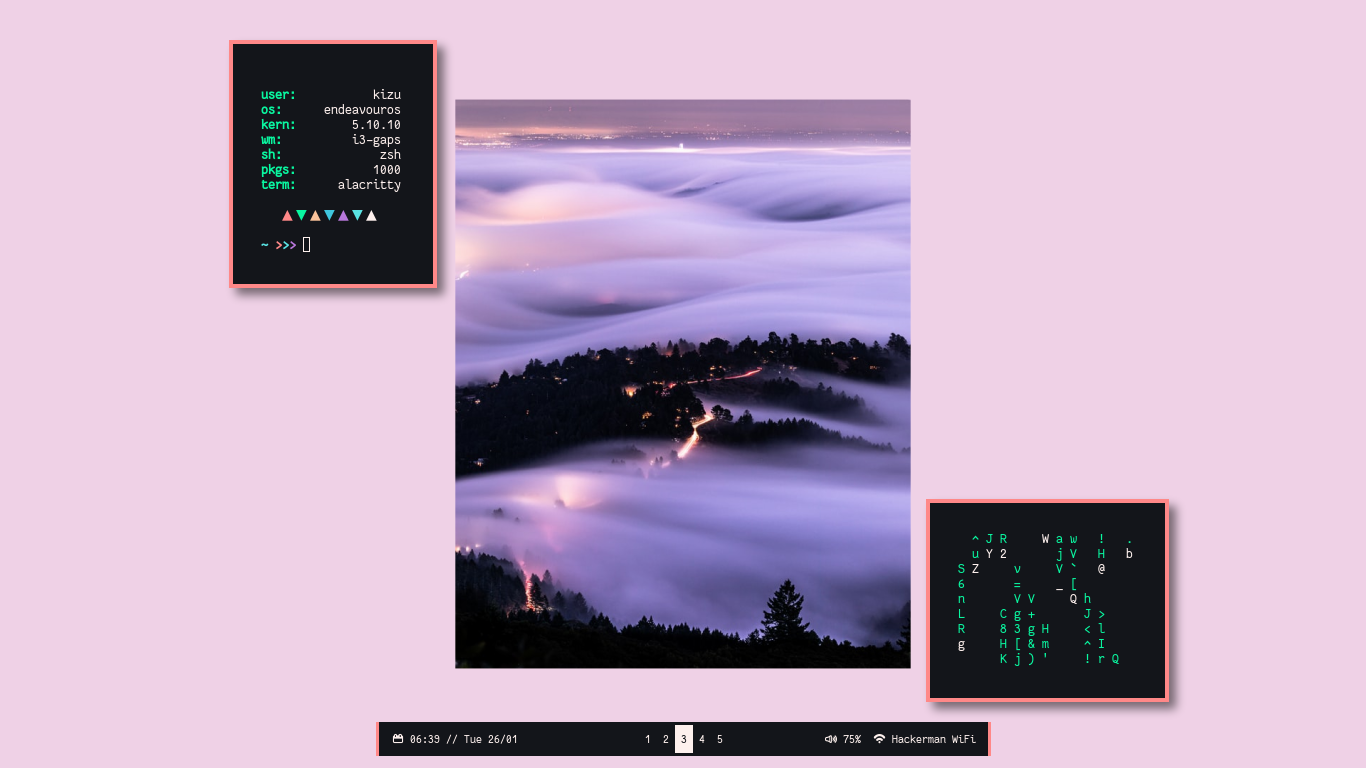 user: kizu
os: endeavouros
kern: 5.10.10
wm: i3-gaps
sh: zsh
pkgs: 1000
term: alacritty
~ >>>
^ J R W a w ! .
u Y 2 j V H b
S Z v V ` @
6 = _ [
n V V Q h
L C g + J >
R 8 3 g H < l
g H [ & m ^ I
K j ) ' ! r Q
06:39 // Tue 26/01 1 2 3 4 5 75% Hackerman WiFi